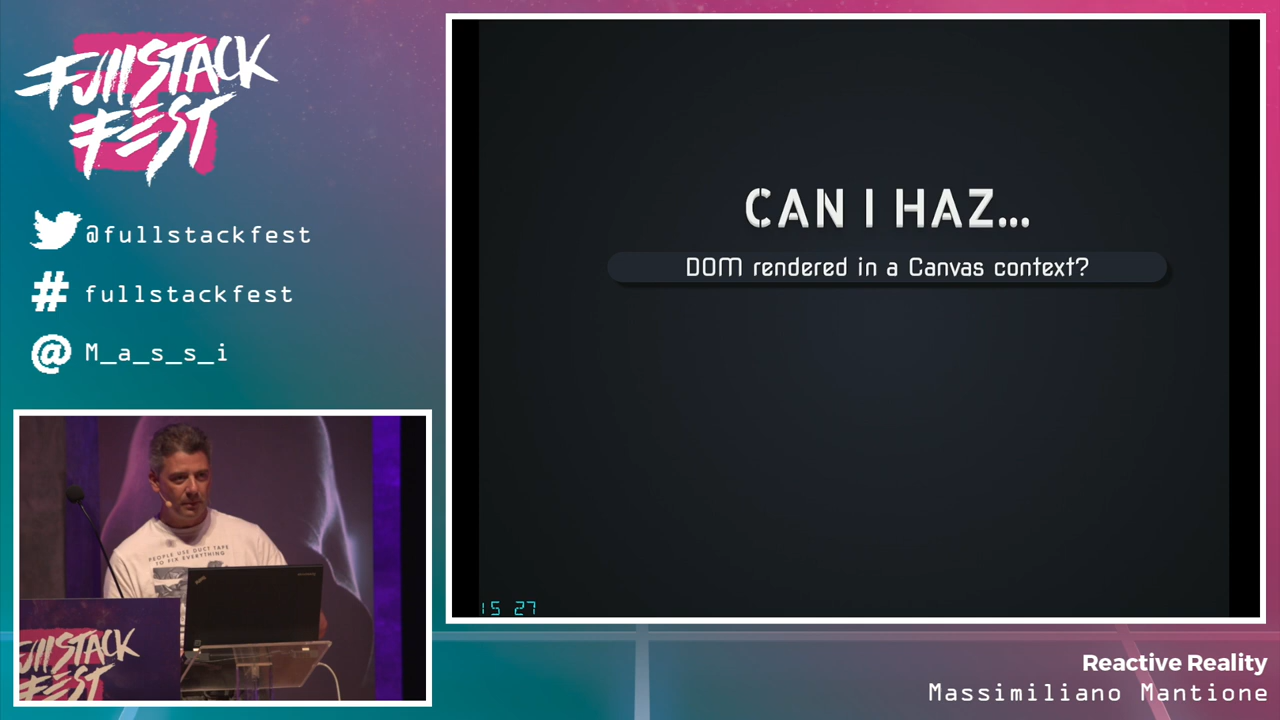 FullSTACK
FEST
@fullstackfest
# fullstackfest
@ M_a_s_s_i
CAN I HAZ...
DOM rendered in a Canvas context?
15 27
PEOPLE USE DUCT TAPE
TO FIX EVERYTHING
FullSTACK
FEST
Reactive Reality
Massimiliano Mantione